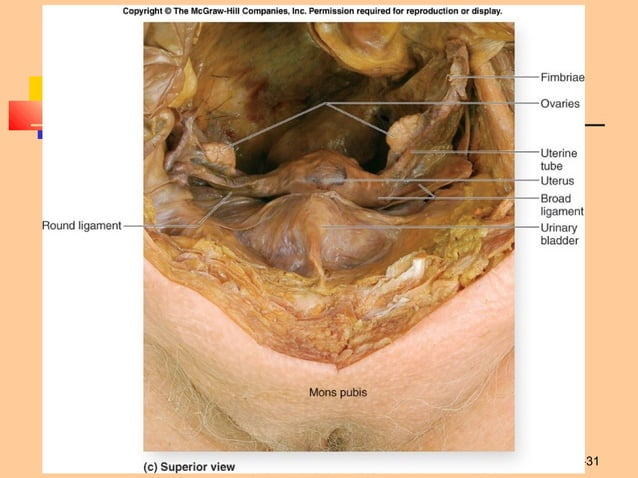 Copyright © The McGraw-Hill Companies, Inc. Permission required for reproduction or display.
Fimbriae
Ovaries
Uterine
tube
Uterus
Broad
ligament
Round ligament
Urinary
bladder
Mons pubis
(c) Superior view
-31